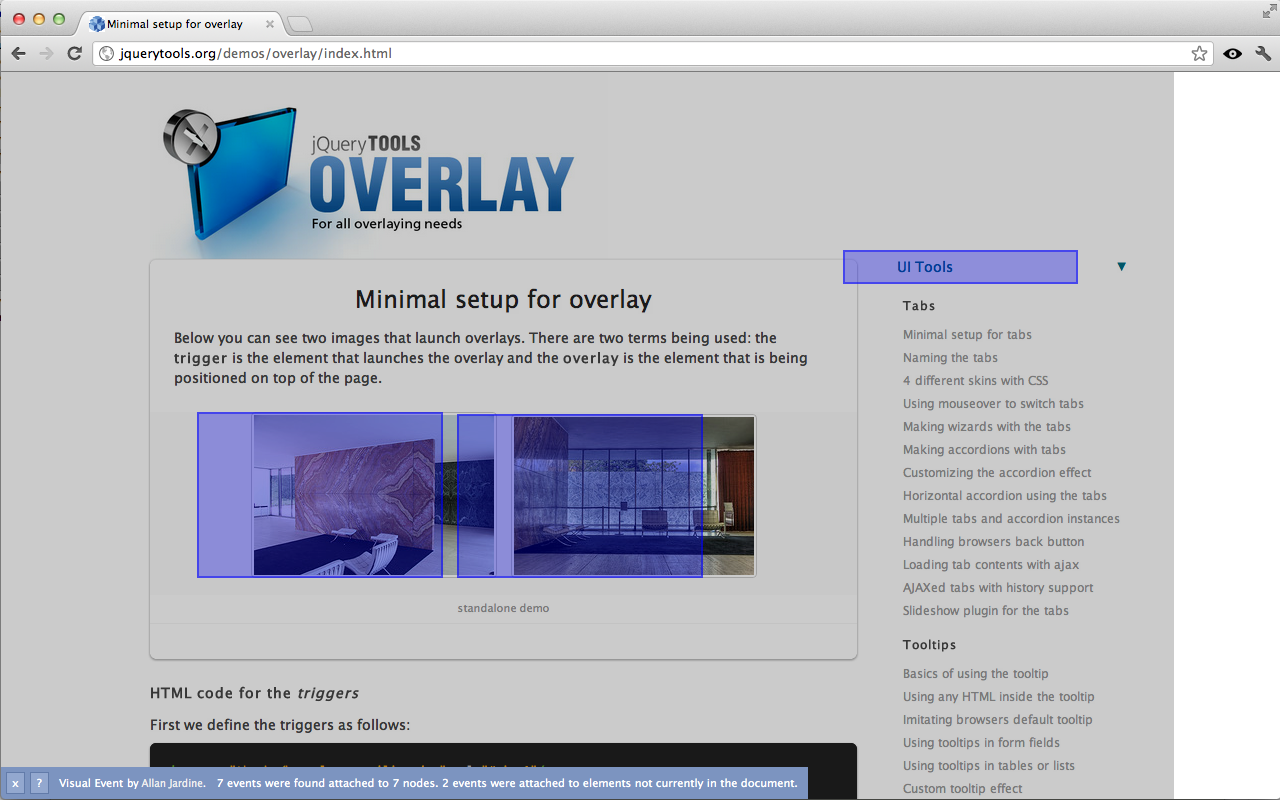 Minimal setup for overlay
jquerytools.org/demos/overlay/index.html
jQuery TOOLS
OVERLAY
For all overlaying needs
UI Tools ▼
Minimal setup for overlay
Below you can see two images that launch overlays. There are two terms being used: the
trigger is the element that launches the overlay and the overlay is the element that is being
positioned on top of the page.
standalone demo
HTML code for the triggers
First we define the triggers as follows:
Tabs
Minimal setup for tabs
Naming the tabs
4 different skins with CSS
Using mouseover to switch tabs
Making wizards with the tabs
Making accordions with tabs
Customizing the accordion effect
Horizontal accordion using the tabs
Multiple tabs and accordion instances
Handling browsers back button
Loading tab contents with ajax
AJAXed tabs with history support
Slideshow plugin for the tabs
Tooltips
Basics of using the tooltip
Using any HTML inside the tooltip
Imitating browsers default tooltip
Using tooltips in form fields
Using tooltips in tables or lists
Custom tooltip effect
x ? Visual Event by Allan Jardine. 7 events were found attached to 7 nodes. 2 events were attached to elements not currently in the document.